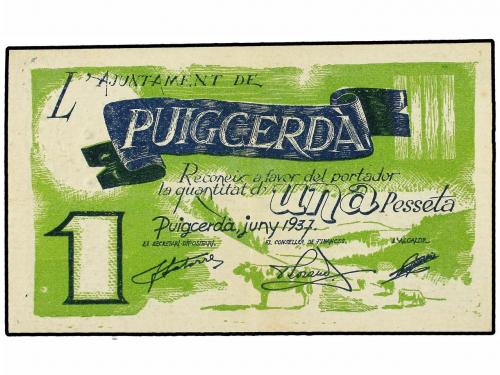 L'AJUNTAMENT DE
PUIGCERDÀ
Reconeix a favor del portador
la quantitat d' una Pesseta
Puigcerdà, juny 1937.
1
EL SECRETARI-DIPOSITARI, EL CONSELLER DE FINANCES, L'ALCALDE,